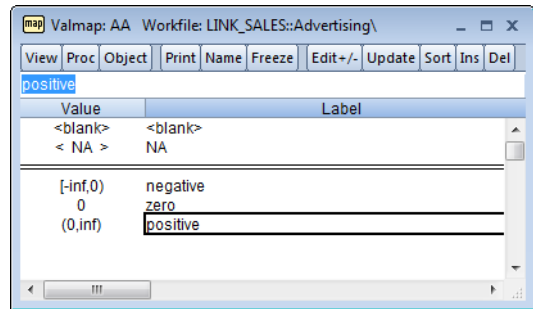 map Valmap: AA Workfile: LINK_SALES::Advertising\
View Proc Object Print Name Freeze Edit+/- Update Sort Ins Del
positive
Value Label
<blank> <blank>
< NA > NA
[-inf,0) negative
0 zero
(0,inf) positive